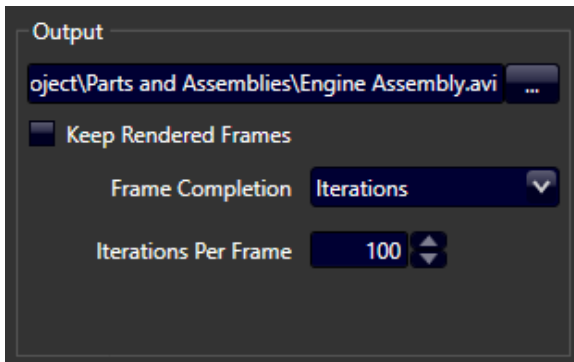 Output
oject\Parts and Assemblies\Engine Assembly.avi ...
Keep Rendered Frames
Frame Completion Iterations
Iterations Per Frame 100